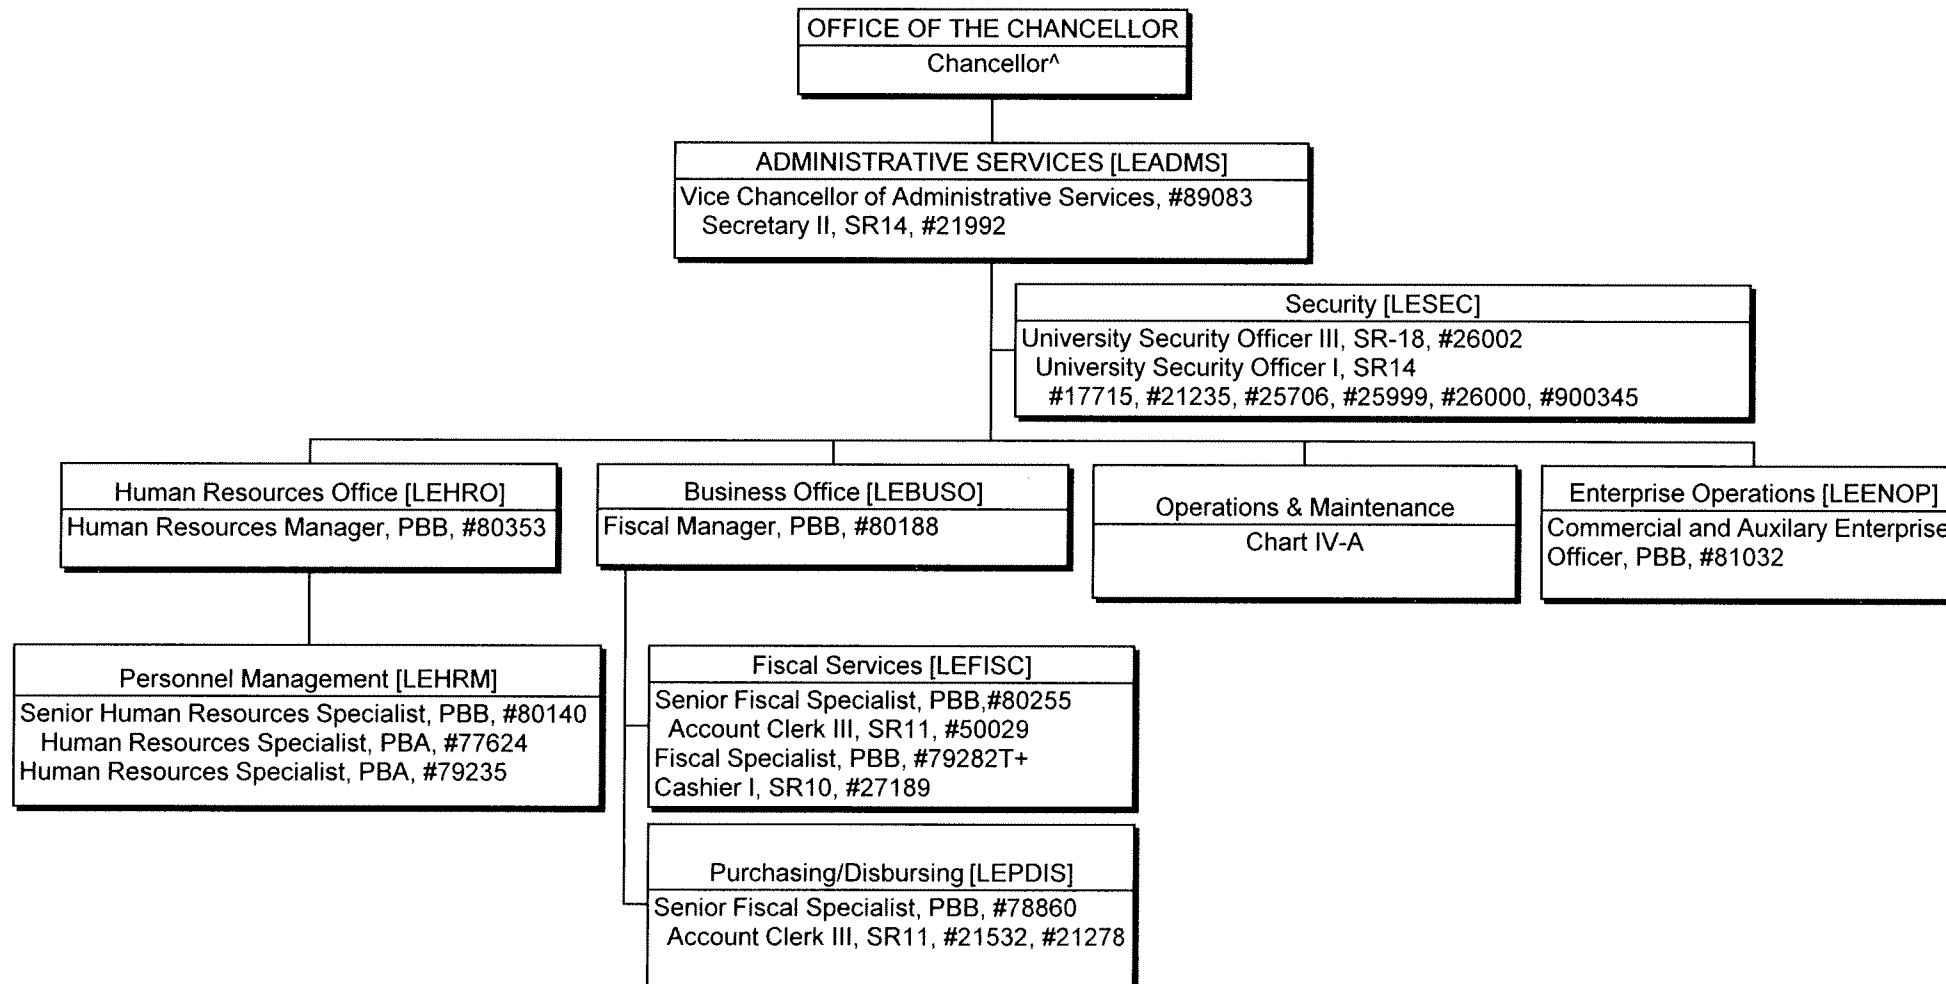 OFFICE OF THE CHANCELLOR
Chancellor^
ADMINISTRATIVE SERVICES [LEADMS]
Vice Chancellor of Administrative Services, #89083
Secretary II, SR14, #21992
Security [LESEC]
University Security Officer III, SR-18, #26002
University Security Officer I, SR14
#17715, #21235, #25706, #25999, #26000, #900345
Human Resources Office [LEHRO]
Human Resources Manager, PBB, #80353
Business Office [LEBUSO]
Fiscal Manager, PBB, #80188
Operations & Maintenance
Chart IV-A
Enterprise Operations [LEENOP]
Commercial and Auxilary Enterprise
Officer, PBB, #81032
Personnel Management [LEHRM]
Senior Human Resources Specialist, PBB, #80140
Human Resources Specialist, PBA, #77624
Human Resources Specialist, PBA, #79235
Fiscal Services [LEFISC]
Senior Fiscal Specialist, PBB,#80255
Account Clerk III, SR11, #50029
Fiscal Specialist, PBB, #79282T+
Cashier I, SR10, #27189
Purchasing/Disbursing [LEPDIS]
Senior Fiscal Specialist, PBB, #78860
Account Clerk III, SR11, #21532, #21278